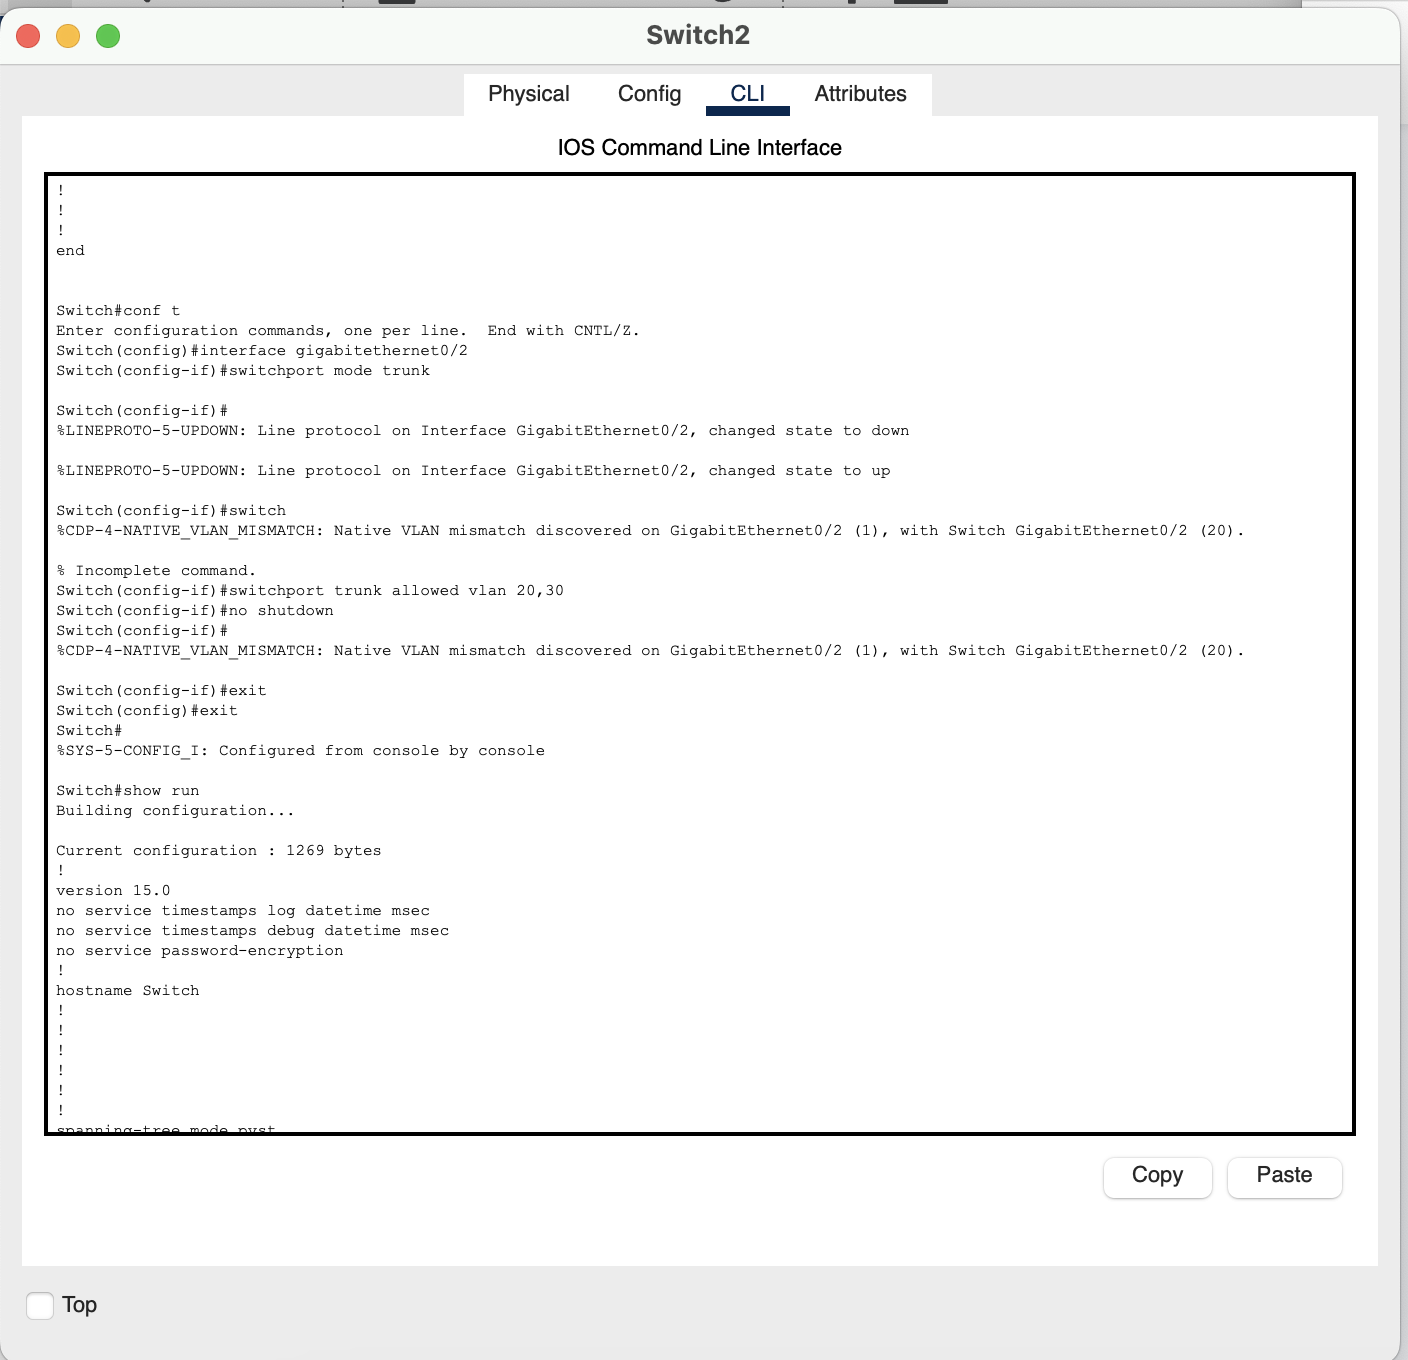 Switch2
Physical Config CLI Attributes
IOS Command Line Interface
!
!
!
end
Switch#conf t
Enter configuration commands, one per line.  End with CNTL/Z.
Switch(config)#interface gigabitethernet0/2
Switch(config-if)#switchport mode trunk
Switch(config-if)#
%LINEPROTO-5-UPDOWN: Line protocol on Interface GigabitEthernet0/2, changed state to down
%LINEPROTO-5-UPDOWN: Line protocol on Interface GigabitEthernet0/2, changed state to up
Switch(config-if)#switch
%CDP-4-NATIVE_VLAN_MISMATCH: Native VLAN mismatch discovered on GigabitEthernet0/2 (1), with Switch GigabitEthernet0/2 (20).
% Incomplete command.
Switch(config-if)#switchport trunk allowed vlan 20,30
Switch(config-if)#no shutdown
Switch(config-if)#
%CDP-4-NATIVE_VLAN_MISMATCH: Native VLAN mismatch discovered on GigabitEthernet0/2 (1), with Switch GigabitEthernet0/2 (20).
Switch(config-if)#exit
Switch(config)#exit
Switch#
%SYS-5-CONFIG_I: Configured from console by console
Switch#show run
Building configuration...
Current configuration : 1269 bytes
!
version 15.0
no service timestamps log datetime msec
no service timestamps debug datetime msec
no service password-encryption
!
hostname Switch
!
!
!
!
!
!
spanning-tree mode pvst
Copy Paste
Top